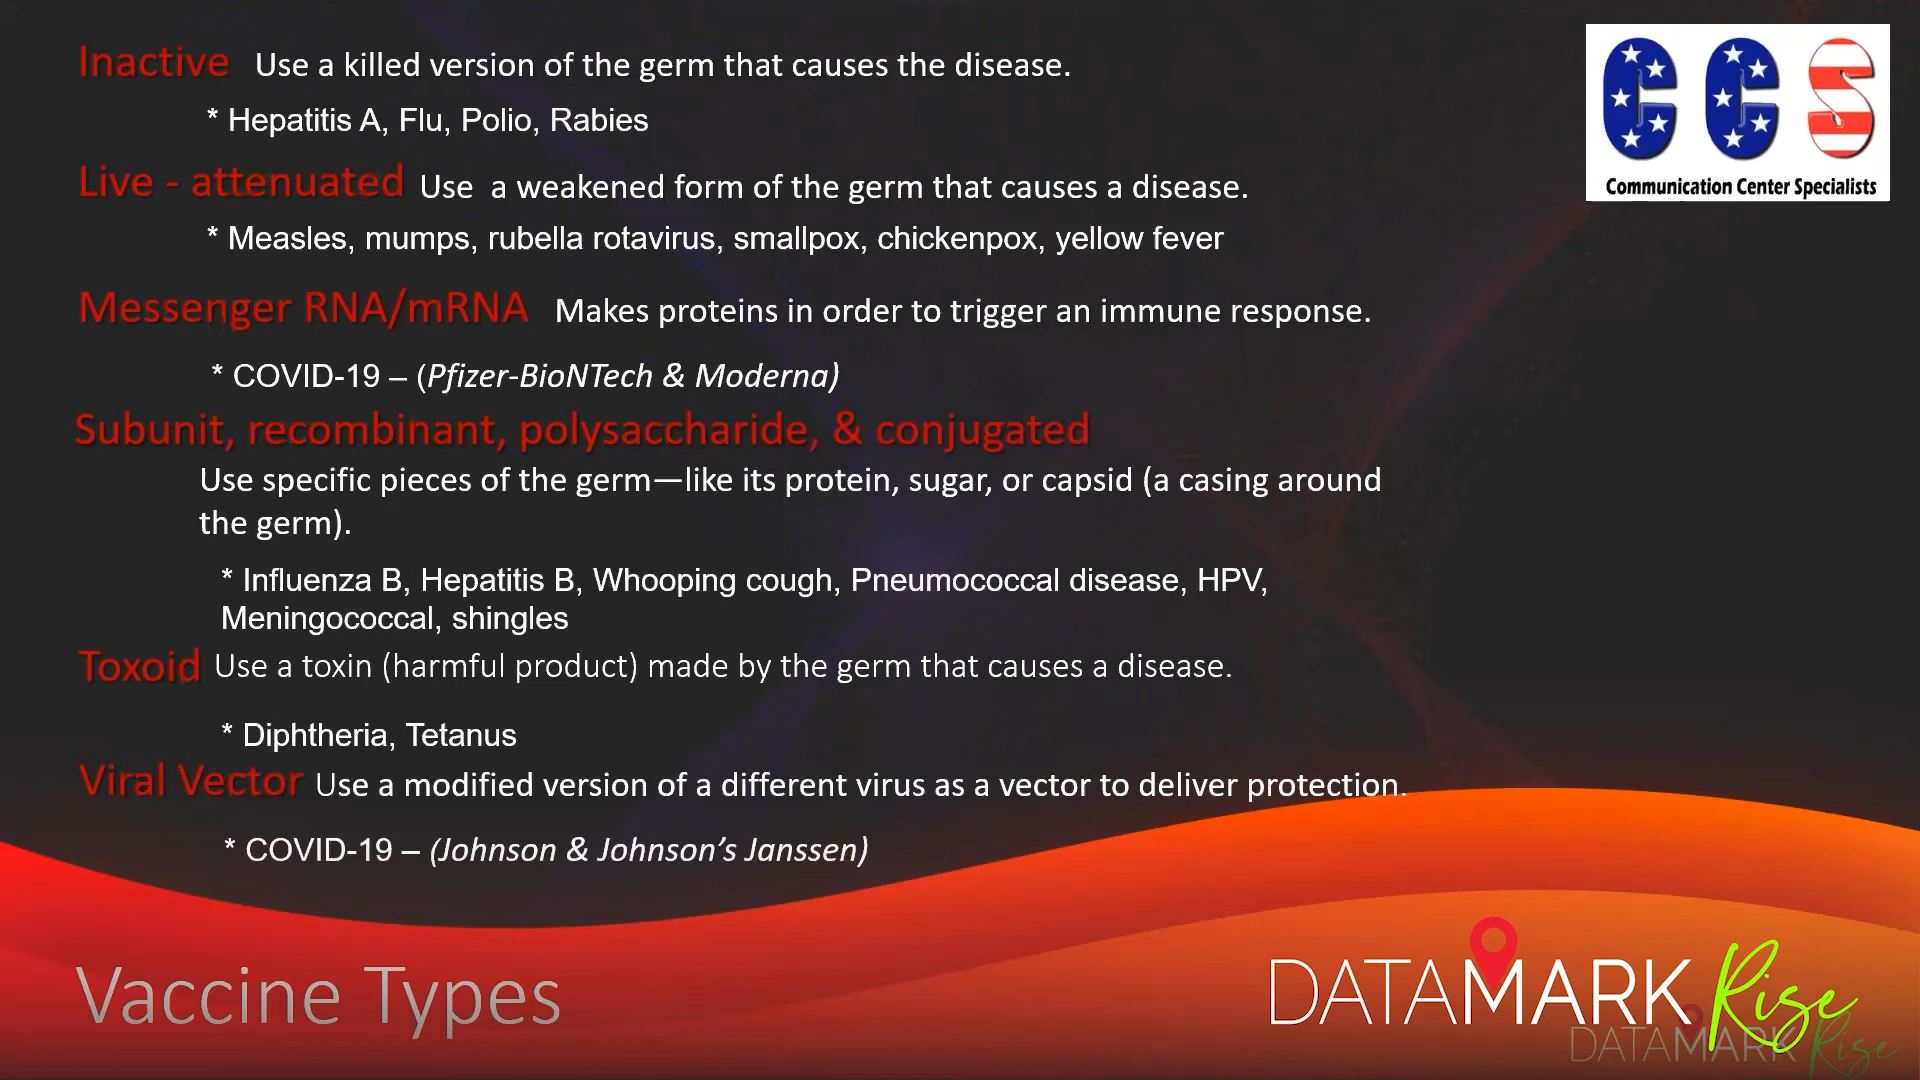 Inactive Use a killed version of the germ that causes the disease.
* Hepatitis A, Flu, Polio, Rabies
Live - attenuated Use a weakened form of the germ that causes a disease.
* Measles, mumps, rubella rotavirus, smallpox, chickenpox, yellow fever
Messenger RNA/mRNA Makes proteins in order to trigger an immune response.
* COVID-19 – (Pfizer-BioNTech & Moderna)
Subunit, recombinant, polysaccharide, & conjugated
Use specific pieces of the germ—like its protein, sugar, or capsid (a casing around
the germ).
* Influenza B, Hepatitis B, Whooping cough, Pneumococcal disease, HPV,
Meningococcal, shingles
Toxoid Use a toxin (harmful product) made by the germ that causes a disease.
* Diphtheria, Tetanus
Viral Vector Use a modified version of a different virus as a vector to deliver protection.
* COVID-19 – (Johnson & Johnson’s Janssen)
Vaccine Types
CCS
Communication Center Specialists
DATAMARK Rise
DATAMARK Rise